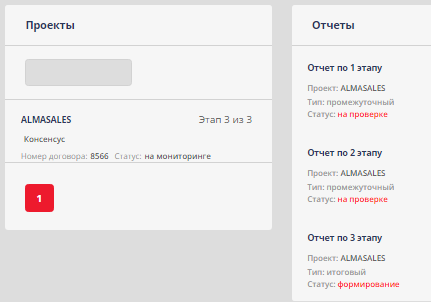 Проекты
ALMASALES
Этап 3 из 3
Консенсус
Номер договора: 8566 Статус: на мониторинге
1
Отчеты
Отчет по 1 этапу
Проект: ALMASALES
Тип: промежуточный
Статус: на проверке
Отчет по 2 этапу
Проект: ALMASALES
Тип: промежуточный
Статус: на проверке
Отчет по 3 этапу
Проект: ALMASALES
Тип: итоговый
Статус: формирование